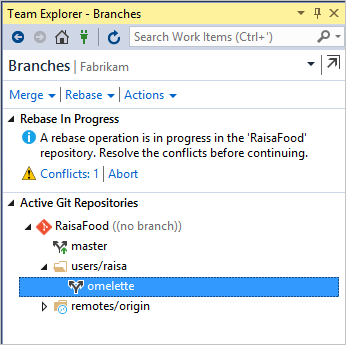 Team Explorer - Branches
Search Work Items (Ctrl+')
Branches | Fabrikam
Merge Rebase Actions
Rebase In Progress
A rebase operation is in progress in the 'RaisaFood'
repository. Resolve the conflicts before continuing.
Conflicts: 1 | Abort
Active Git Repositories
RaisaFood ((no branch))
master
users/raisa
omelette
remotes/origin